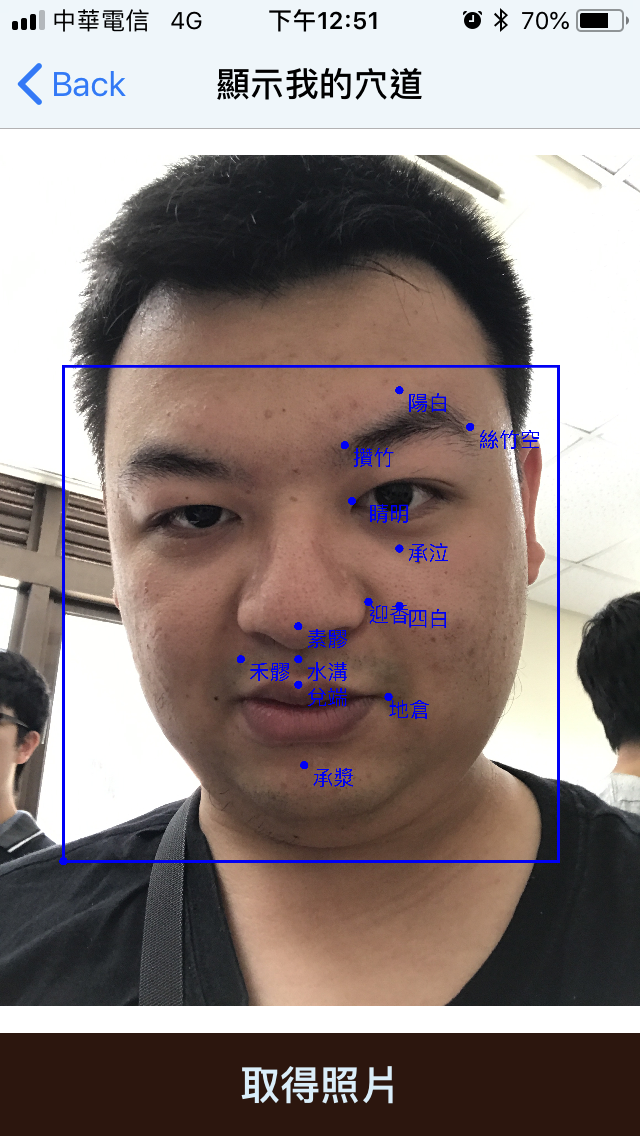 中華電信 4G 下午12:51 70%
Back 顯示我的穴道
陽白
絲竹空
攢竹
睛明
承泣
迎香
四白
素髎
禾髎 水溝
兌端
地倉
承漿
取得照片